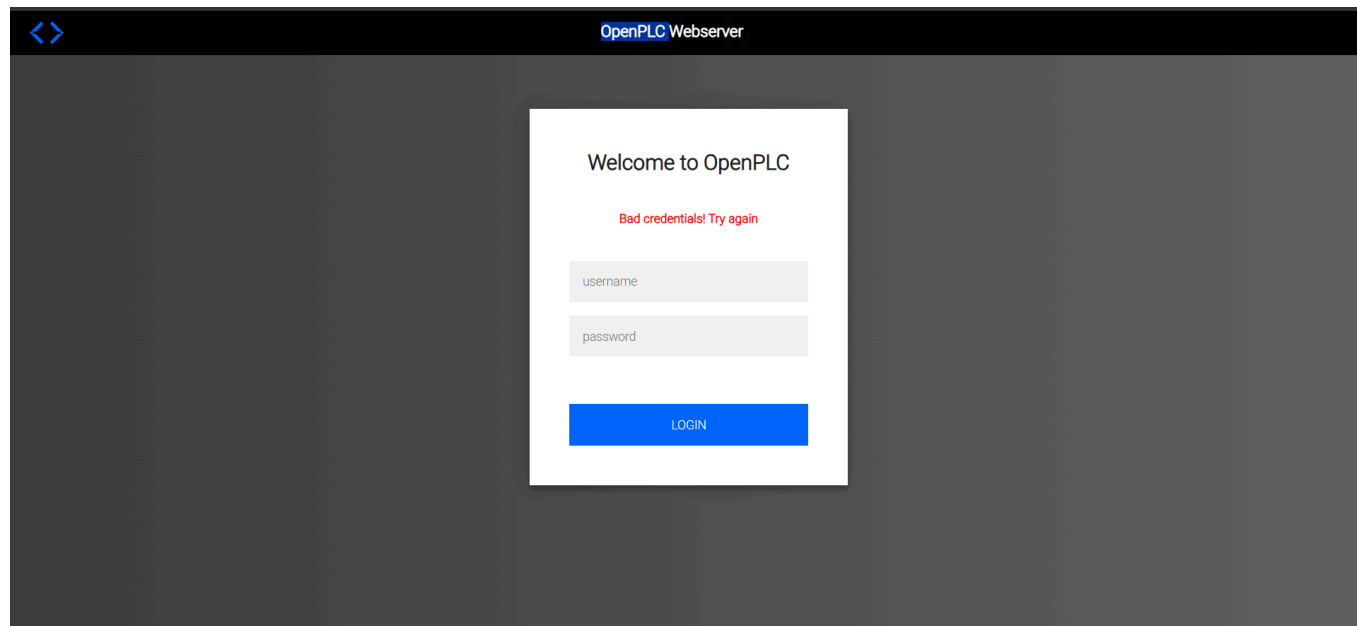 OpenPLC Webserver
Welcome to OpenPLC
Bad credentials! Try again
username
password
LOGIN